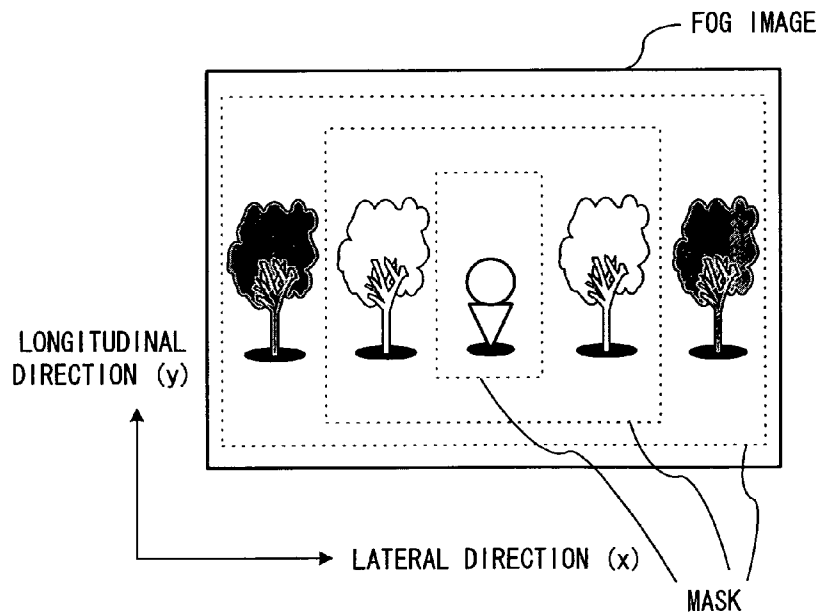 FOG IMAGE
LONGITUDINAL
DIRECTION (y)
LATERAL DIRECTION (x)
MASK